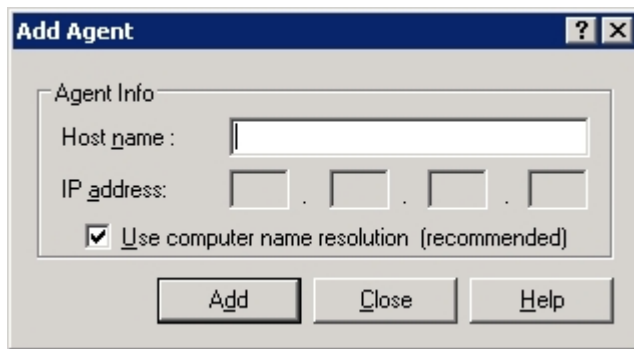 Add Agent
Agent Info
Host name :
IP address: . . .
Use computer name resolution (recommended)
Add Close Help